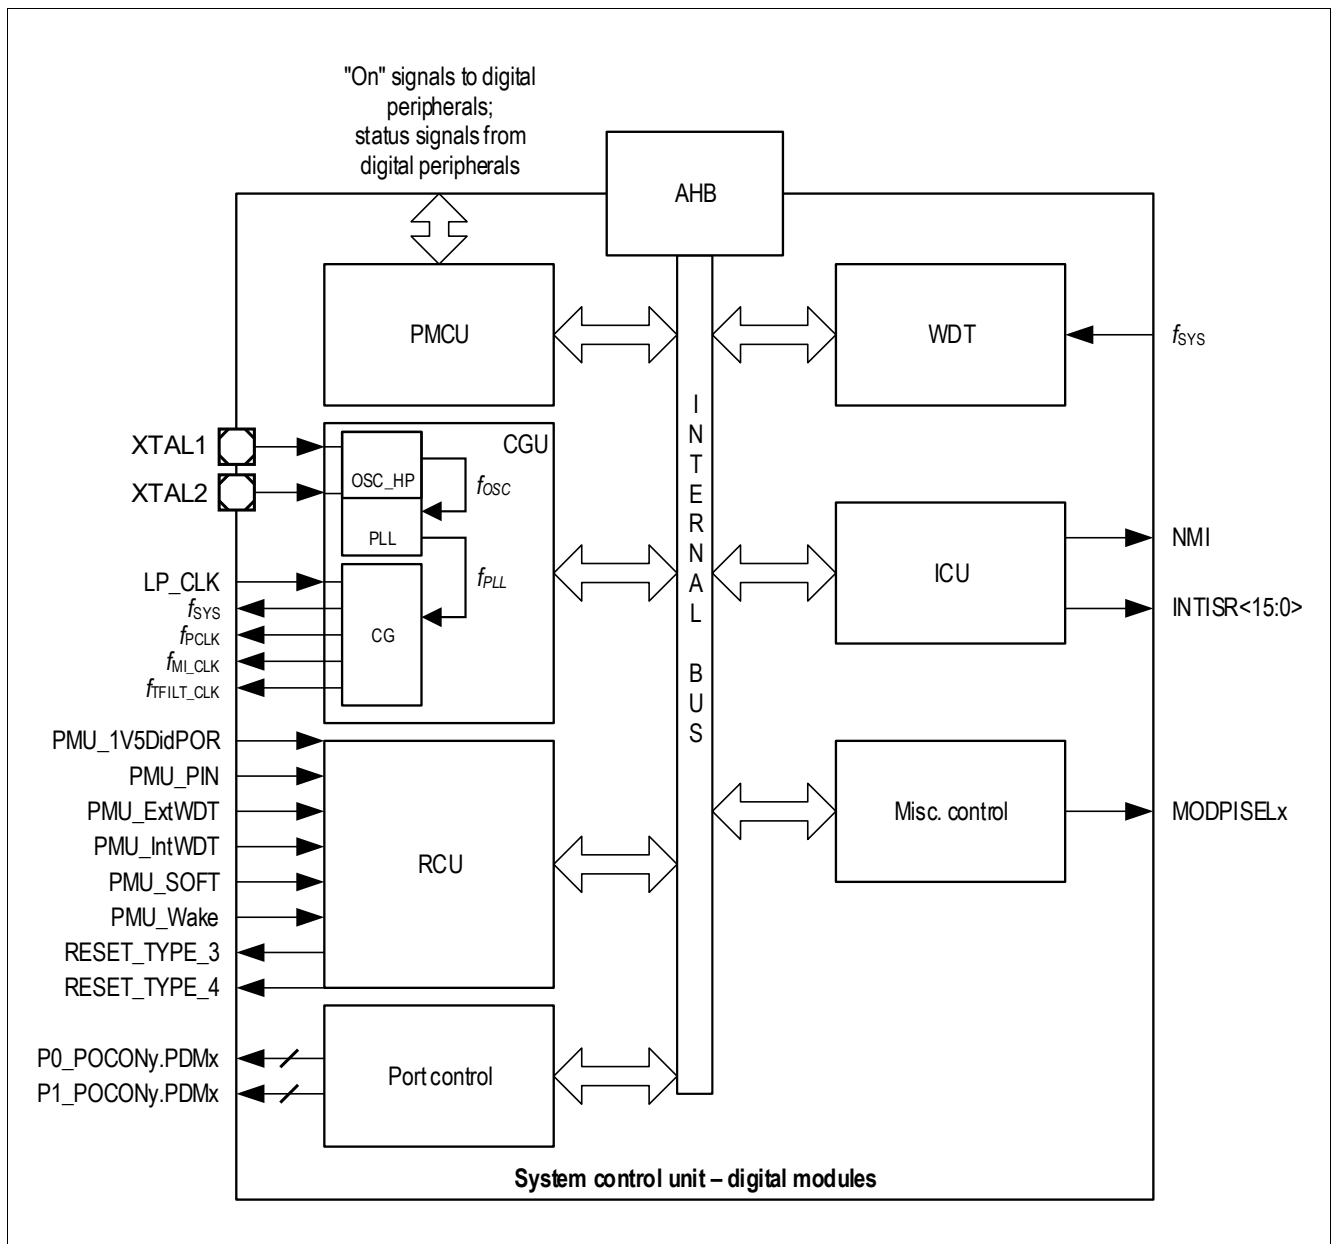 "On" signals to digital
peripherals;
status signals from
digital peripherals
AHB
PMCU
WDT
fSYS
XTAL1
XTAL2
CGU
OSC_HP
fOSC
PLL
fPLL
LP_CLK
fSYS
fPCLK
fMI_CLK
fTFILT_CLK
CG
INTERNAL BUS
ICU
NMI
INTISR<15:0>
PMU_1V5DidPOR
PMU_PIN
PMU_ExtWDT
PMU_IntWDT
PMU_SOFT
PMU_Wake
RESET_TYPE_3
RESET_TYPE_4
RCU
Misc. control
MODPISELx
P0_POCONy.PDMx
P1_POCONy.PDMx
Port control
System control unit – digital modules